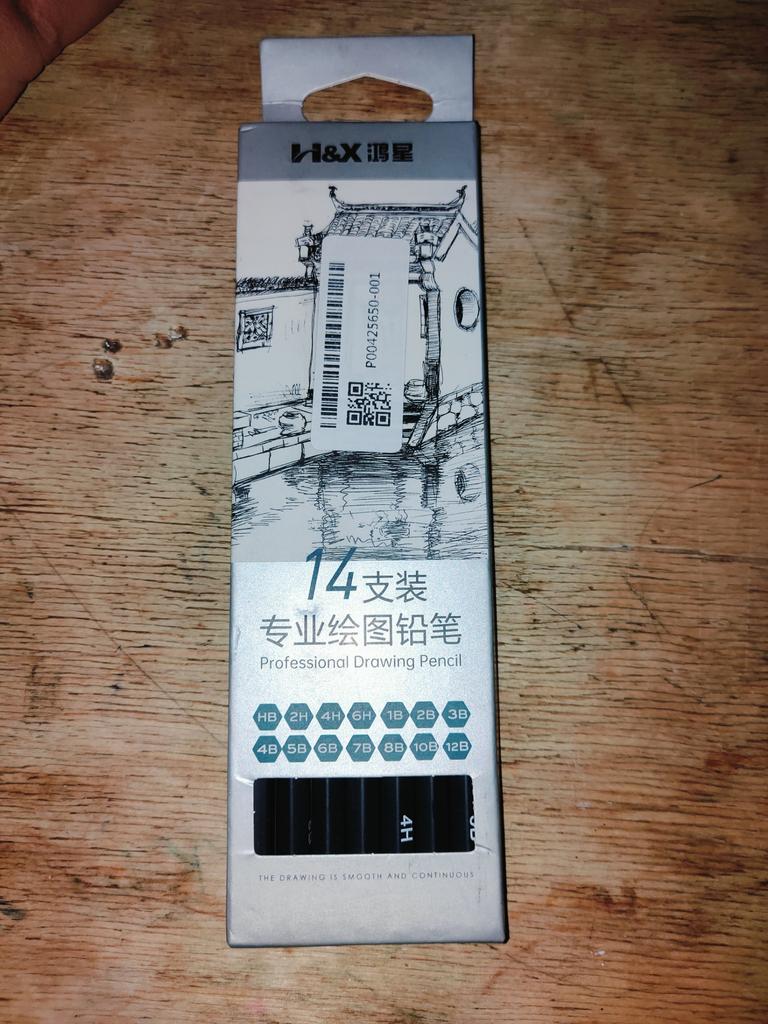 H&X 鸿星
P00425650-001
14支装
专业绘图铅笔
Professional Drawing Pencil
HB 2H 4H 6H 1B 2B 3B
4B 5B 6B 7B 8B 10B 12B
4H
THE DRAWING IS SMOOTH AND CONTINUOUS